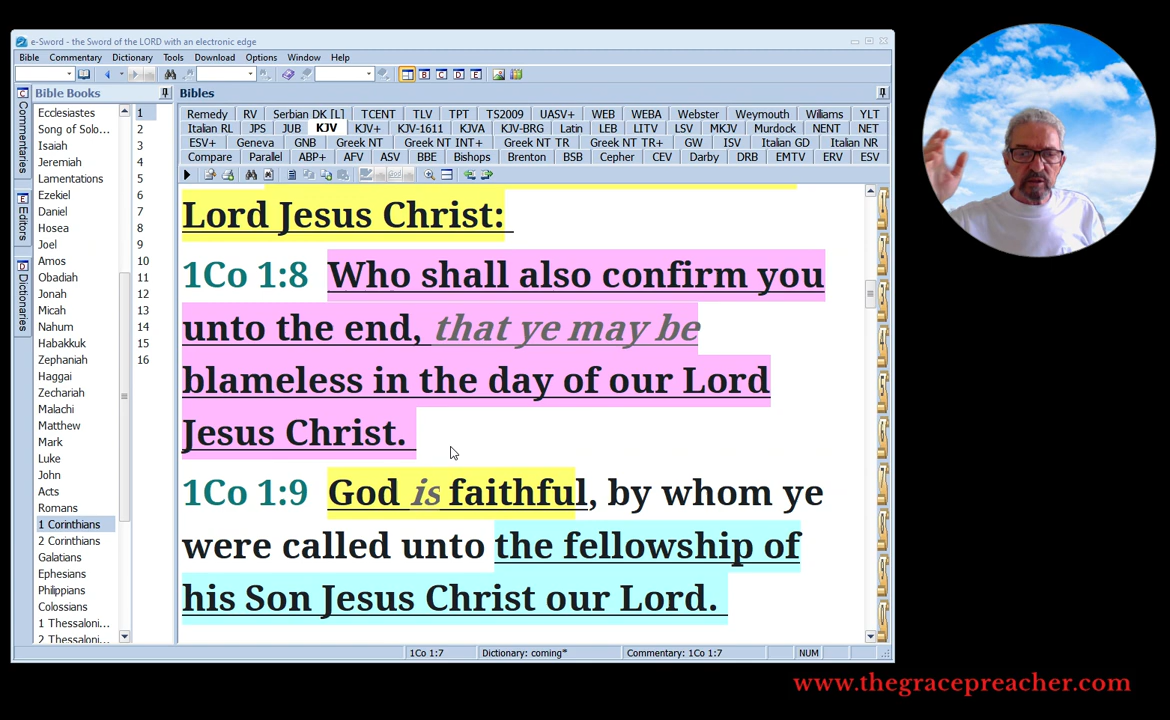 e-Sword - the Sword of the LORD with an electronic edge
Bible Commentary Dictionary Tools Download Options Window Help
B C D E
Bible Books
Bibles
Commentaries
Editors
Dictionaries
Ecclesiastes
Song of Solo...
Isaiah
Jeremiah
Lamentations
Ezekiel
Daniel
Hosea
Joel
Amos
Obadiah
Jonah
Micah
Nahum
Habakkuk
Zephaniah
Haggai
Zechariah
Malachi
Matthew
Mark
Luke
John
Acts
Romans
1 Corinthians
2 Corinthians
Galatians
Ephesians
Philippians
Colossians
1 Thessaloni...
2 Thessaloni...
1
2
3
4
5
6
7
8
9
10
11
12
13
14
15
16
Remedy RV Serbian DK [L] TCENT TLV TPT TS2009 UASV+ WEB WEBA Webster Weymouth Wiliams YLT
Italian RL JPS JUB KJV KJV+ KJV-1611 KJVA KJV-BRG Latin LEB LITV LSV MKJV Murdock NENT NET
ESV+ Geneva GNB Greek NT Greek NT INT+ Greek NT TR Greek NT TR+ GW ISV Italian GD Italian NR
Compare Parallel ABP+ AFV ASV BBE Bishops Brenton BSB Cepher CEV Darby DRB EMTV ERV ESV
Lord Jesus Christ:
1Co 1:8 Who shall also confirm you
unto the end, that ye may be
blameless in the day of our Lord
Jesus Christ.
1Co 1:9 God is faithful, by whom ye
were called unto the fellowship of
his Son Jesus Christ our Lord.
1Co 1:7 Dictionary: coming* Commentary: 1Co 1:7 NUM
www.thegracepreacher.com